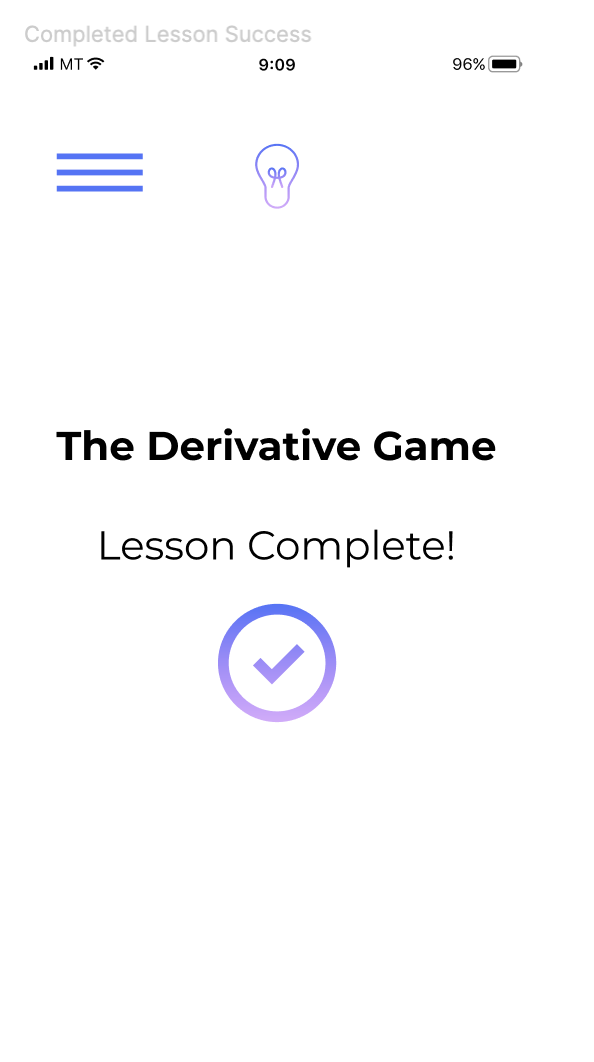 Completed Lesson Success
MT 9:09 96%
The Derivative Game
Lesson Complete!